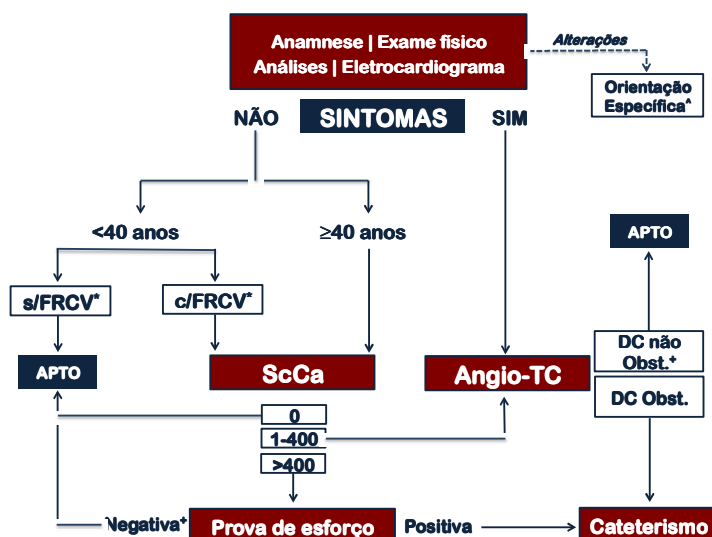 Anamnese | Exame físico
Análises | Eletrocardiograma
Alterações
Orientação
Específica^
NÃO
SINTOMAS
SIM
<40 anos
≥40 anos
APTO
s/FRCV*
c/FRCV*
DC não
Obst.+
APTO
ScCa
Angio-TC
DC Obst.
0
1-400
>400
Negativa+
Prova de esforço
Positiva
Cateterismo